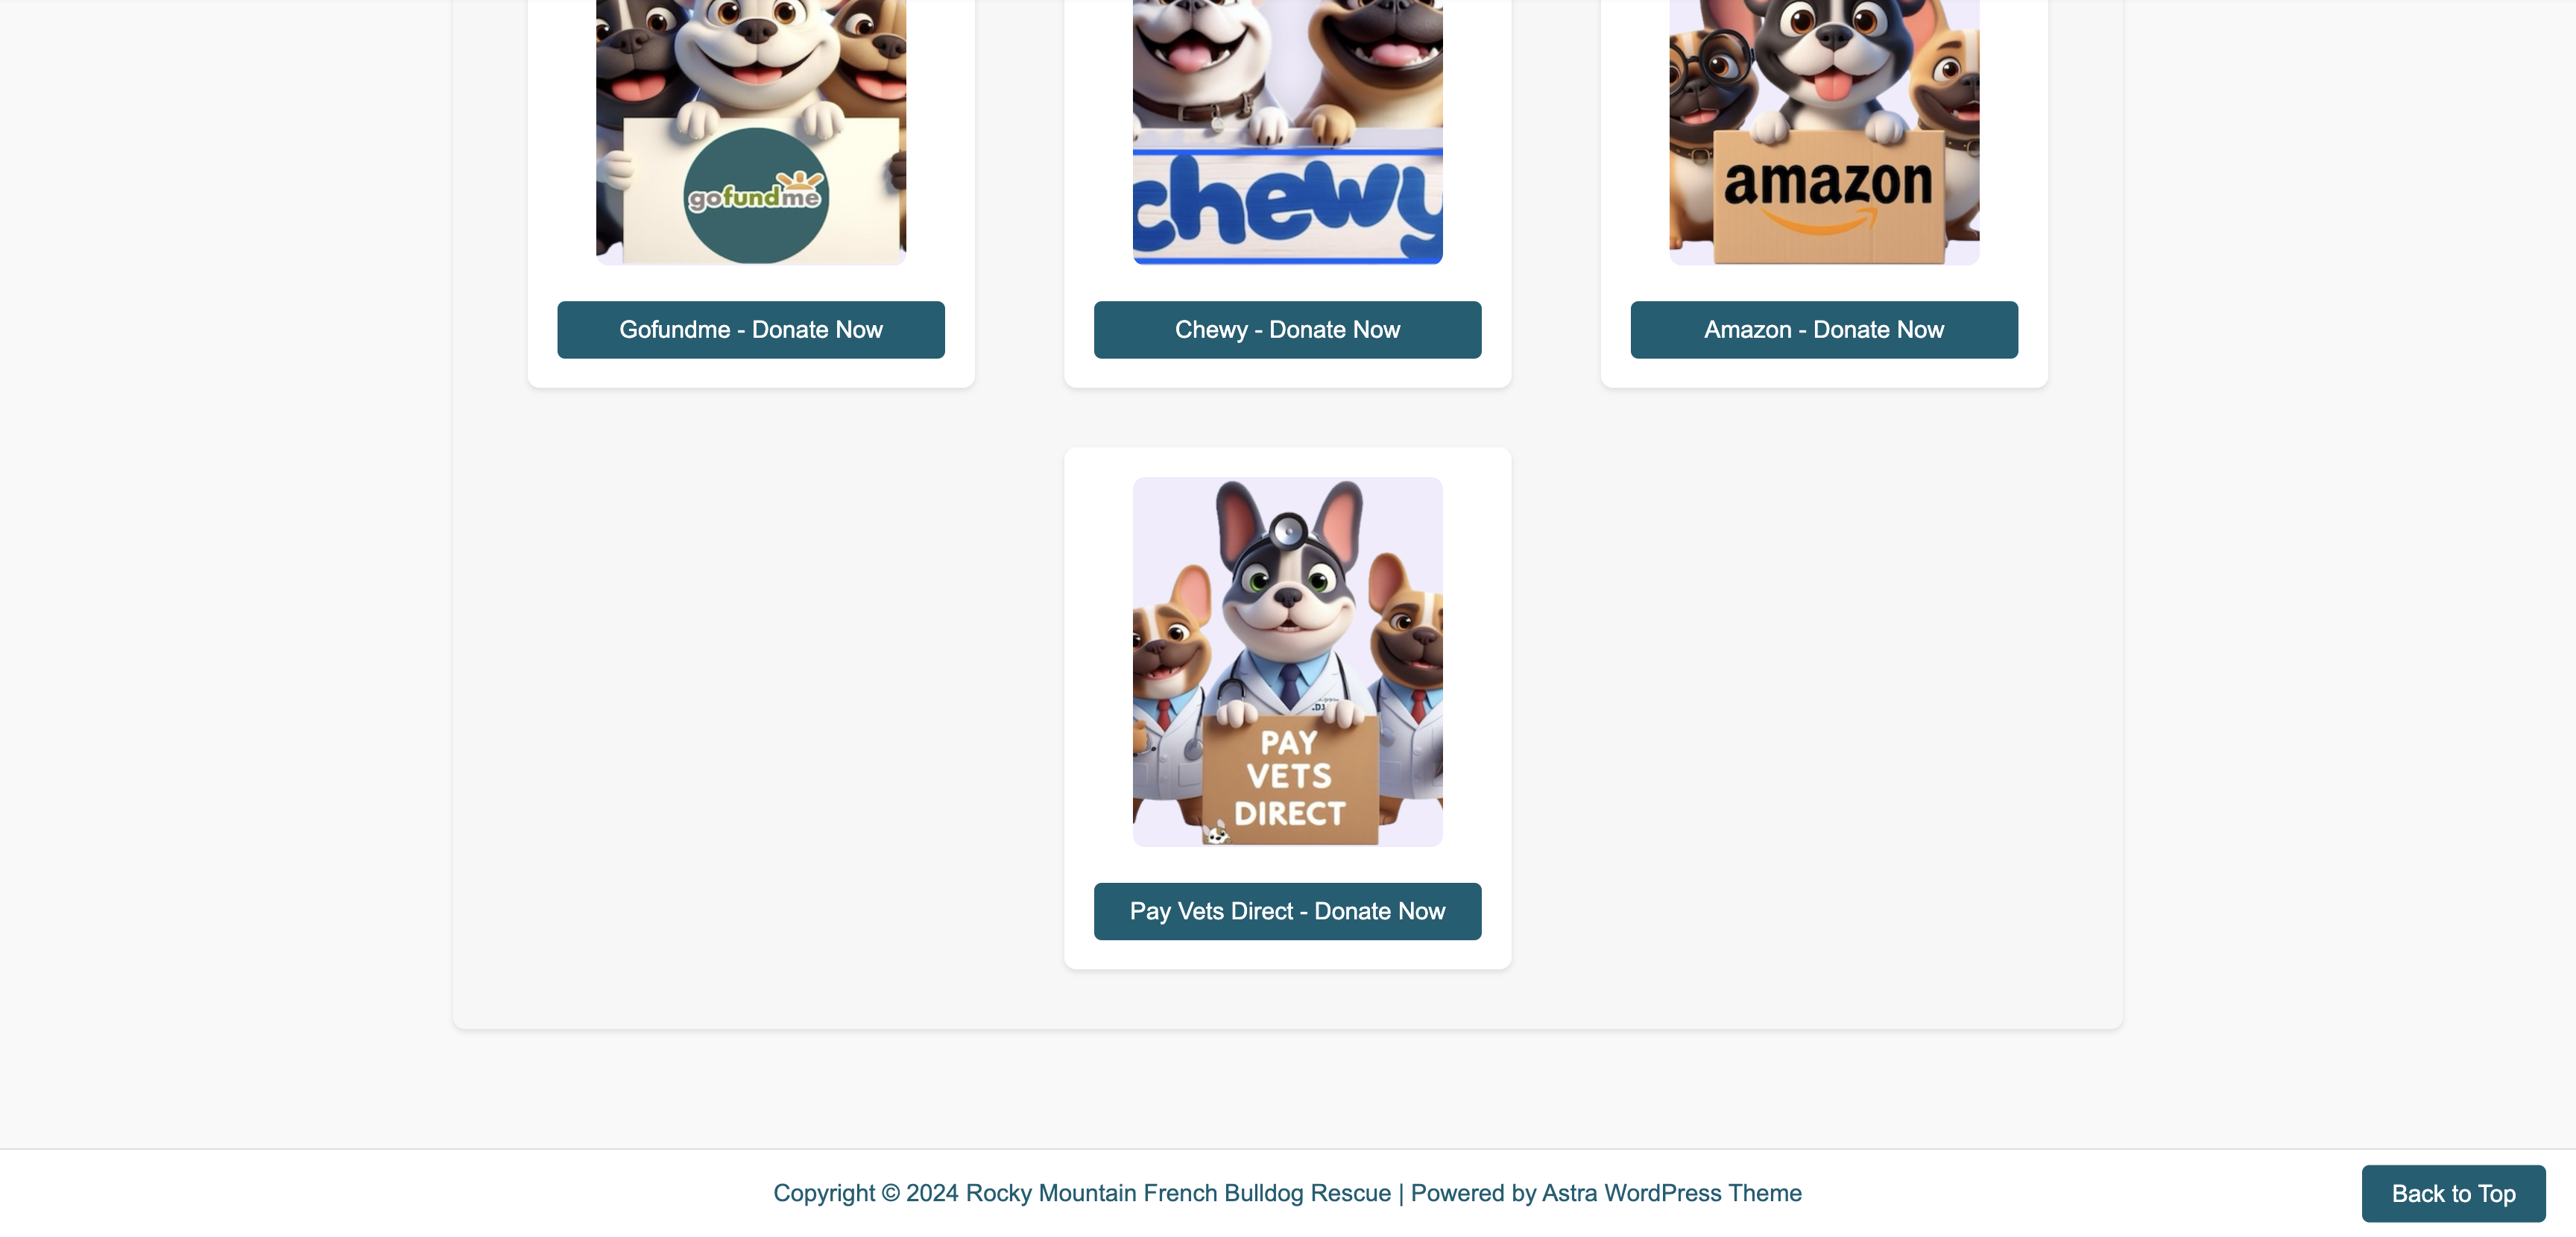 gofundme
chewy
amazon
Gofundme - Donate Now
Chewy - Donate Now
Amazon - Donate Now
PAY
VETS
DIRECT
Pay Vets Direct - Donate Now
Copyright © 2024 Rocky Mountain French Bulldog Rescue | Powered by Astra WordPress Theme
Back to Top